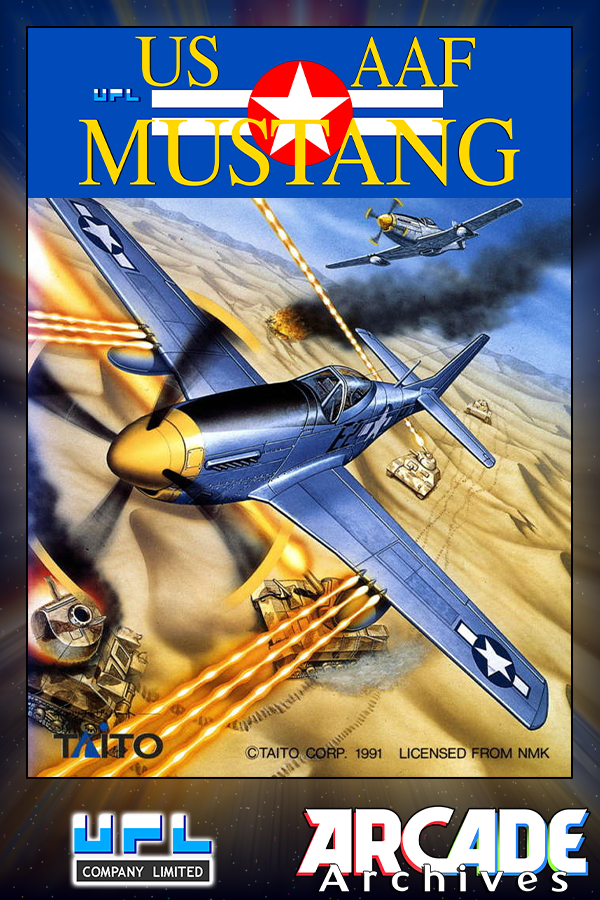 US AAF
UPL
MUSTANG
TAITO
©TAITO CORP. 1991 LICENSED FROM NMK
UPL
COMPANY LIMITED
ARCADE
Archives